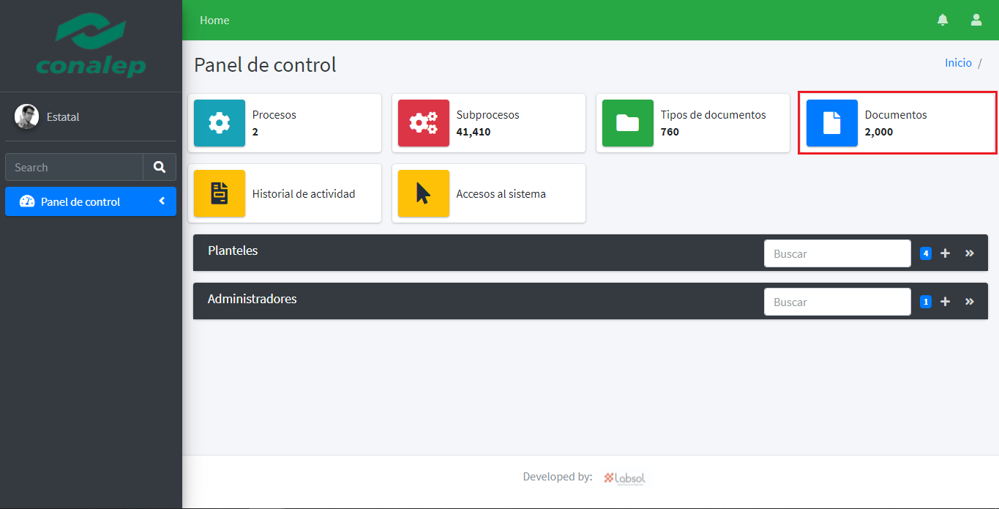 conalep
Home
Panel de control
Inicio /
Estatal
Search
Panel de control
Procesos
2
Subprocesos
41,410
Tipos de documentos
760
Documentos
2,000
Historial de actividad
Accesos al sistema
Planteles
Buscar
4
Administradores
Buscar
1
Developed by:
Labsol